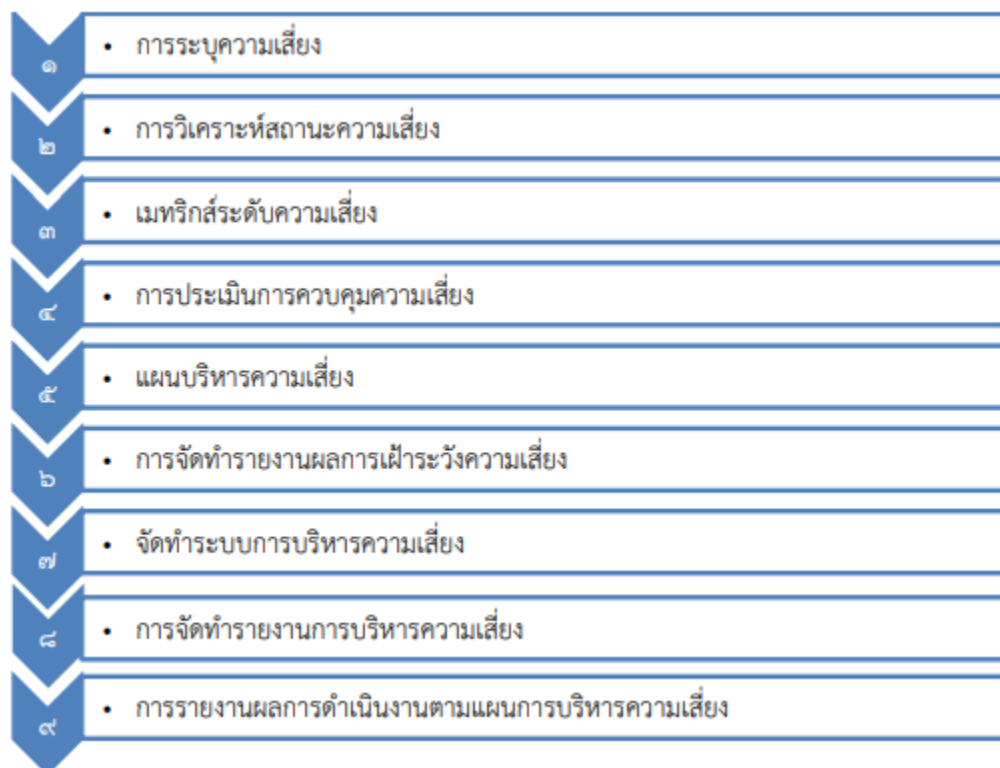 ๑ • การระบุความเสี่ยง
๒ • การวิเคราะห์สถานะความเสี่ยง
๓ • เมทริกส์ระดับความเสี่ยง
๔ • การประเมินการควบคุมความเสี่ยง
๕ • แผนบริหารความเสี่ยง
๖ • การจัดทำรายงานผลการเฝ้าระวังความเสี่ยง
๗ • จัดทำระบบการบริหารความเสี่ยง
๘ • การจัดทำรายงานการบริหารความเสี่ยง
๙ • การรายงานผลการดำเนินงานตามแผนการบริหารความเสี่ยง